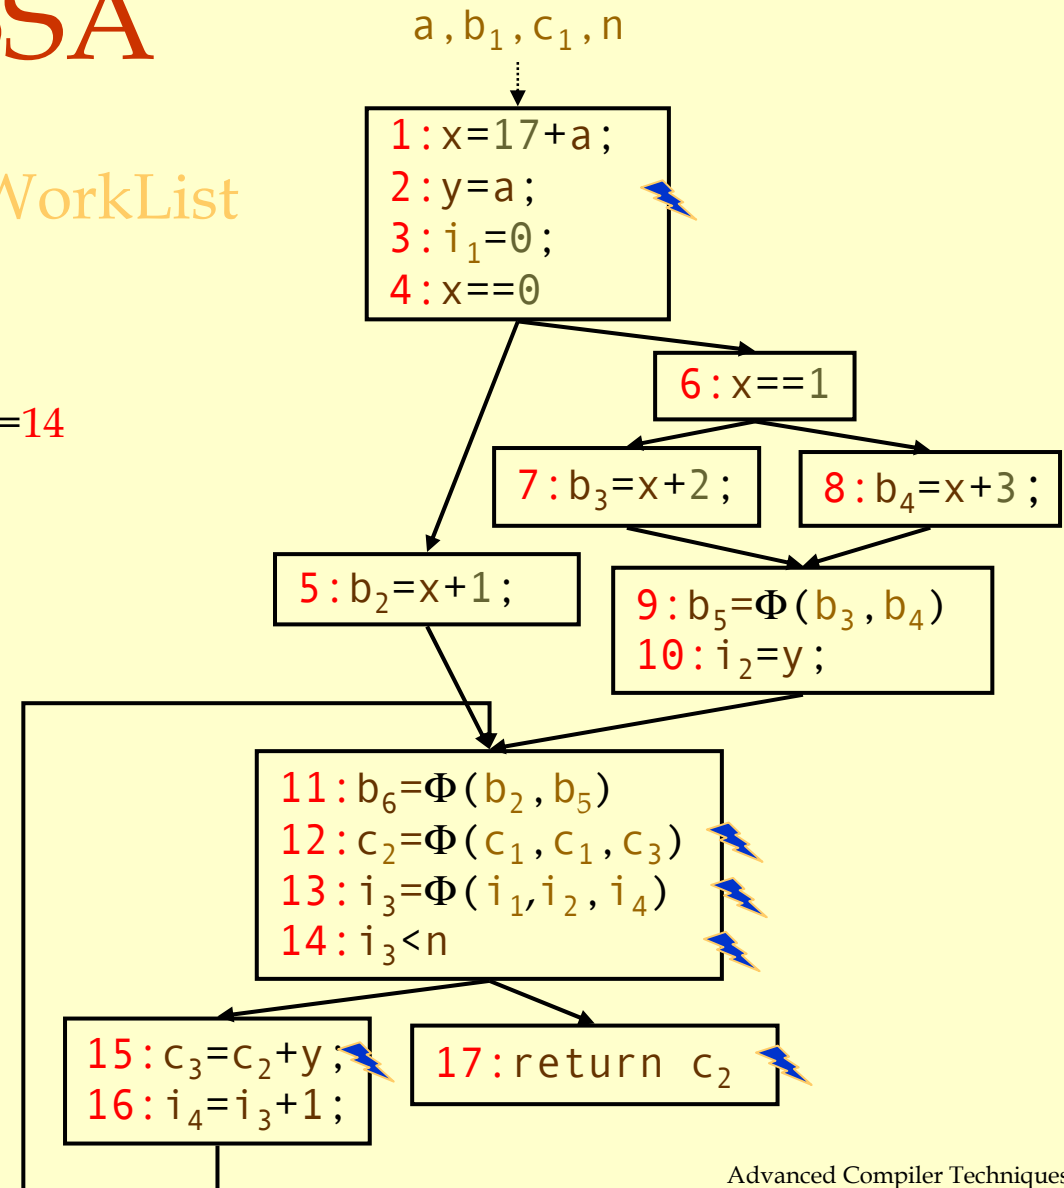 SSA
a,b₁,c₁,n
1:x=17+a;
2:y=a;
3:i₁=0;
4:x==0
WorkList
6:x==1
=14
7:b₃=x+2;
8:b₄=x+3;
5:b₂=x+1;
9:b₅=Φ(b₃,b₄)
10:i₂=y;
11:b₆=Φ(b₂,b₅)
12:c₂=Φ(c₁,c₁,c₃)
13:i₃=Φ(i₁,i₂,i₄)
14:i₃<n
15:c₃=c₂+y;
16:i₄=i₃+1;
17:return c₂
Advanced Compiler Techniques